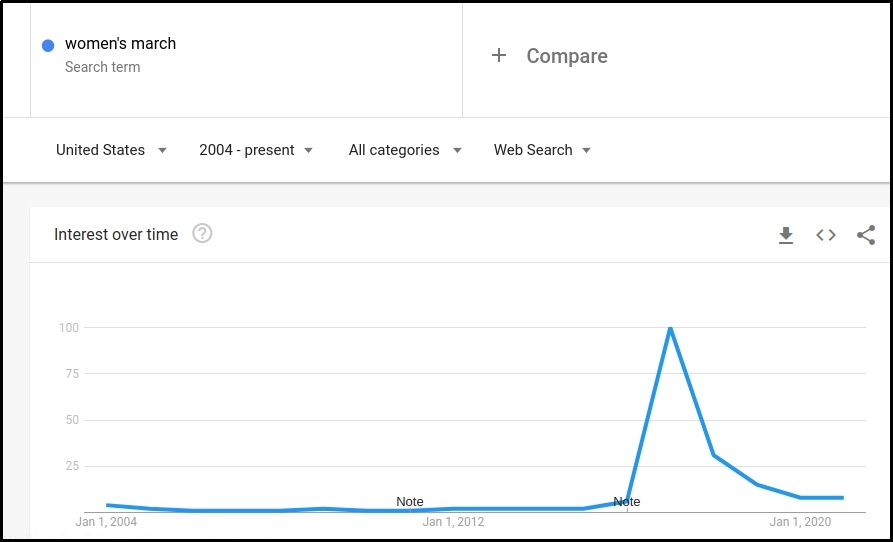 women's march
Search term
+ Compare
United States
2004 - present
All categories
Web Search
Interest over time
?
100
75
50
25
Note
Note
Jan 1, 2004
Jan 1, 2012
Jan 1, 2020